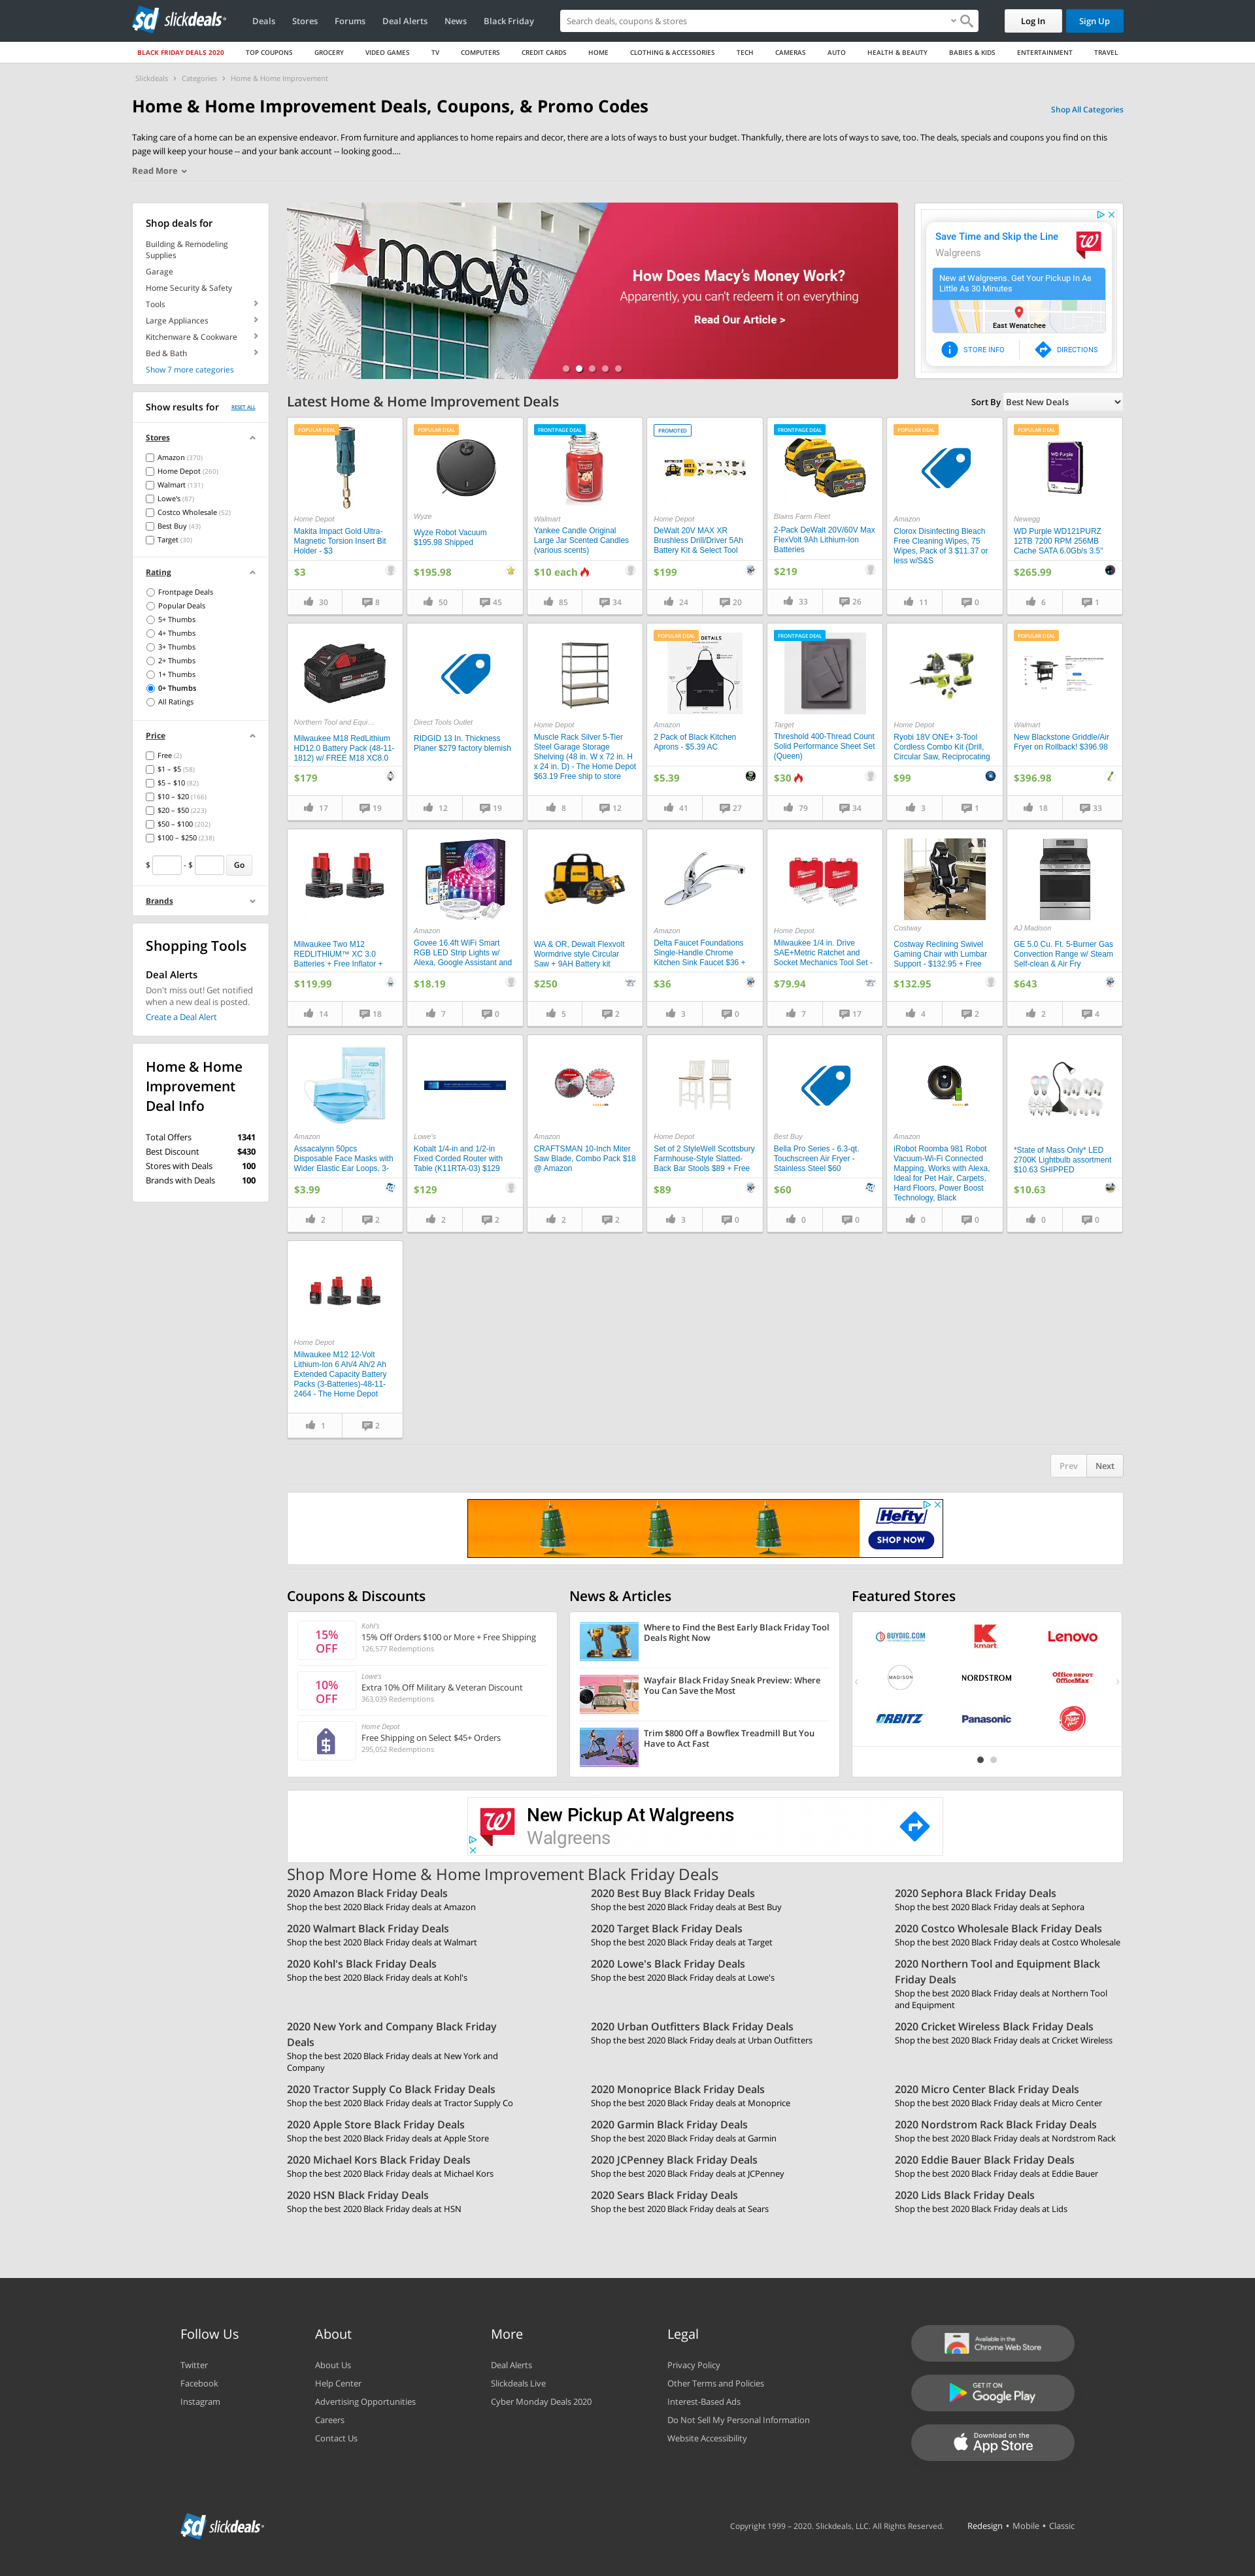 sd slickdeals
Deals
Stores
Forums
Deal Alerts
News
Black Friday
Search deals, coupons & stores
Log In
Sign Up
BLACK FRIDAY DEALS 2020
TOP COUPONS
GROCERY
VIDEO GAMES
TV
COMPUTERS
CREDIT CARDS
HOME
CLOTHING & ACCESSORIES
TECH
CAMERAS
AUTO
HEALTH & BEAUTY
BABIES & KIDS
ENTERTAINMENT
TRAVEL
Slickdeals › Categories › Home & Home Improvement
Home & Home Improvement Deals, Coupons, & Promo Codes
Shop All Categories
Taking care of a home can be an expensive endeavor. From furniture and appliances to home repairs and decor, there are lots of ways to bust your budget. Thankfully, there are lots of ways to save, too. The deals, specials and coupons you find on this
page will keep your house -- and your bank account -- looking good....
Read More
Shop deals for
Building & Remodeling
Supplies
Garage
Home Security & Safety
Tools
Large Appliances
Kitchenware & Cookware
Bed & Bath
Show 7 more categories
Show results for
RESET ALL
Stores
Amazon (370)
Home Depot (260)
Walmart (131)
Lowe's (87)
Costco Wholesale (52)
Best Buy (43)
Target (30)
Rating
Frontpage Deals
Popular Deals
5+ Thumbs
4+ Thumbs
3+ Thumbs
2+ Thumbs
1+ Thumbs
0+ Thumbs
All Ratings
Price
Free (2)
$1 – $5 (58)
$5 – $10 (82)
$10 – $20 (166)
$20 – $50 (223)
$50 – $100 (202)
$100 – $250 (238)
$ - $ Go
Brands
Shopping Tools
Deal Alerts
Don't miss out! Get notified
when a new deal is posted.
Create a Deal Alert
Home & Home
Improvement
Deal Info
Total Offers 1341
Best Discount $430
Stores with Deals 100
Brands with Deals 100
macy's
MEN'S HOME FURNITURE
How Does Macy's Money Work?
Apparently, you can't redeem it on everything
Read Our Article >
Save Time and Skip the Line
Walgreens
New at Walgreens. Get Your Pickup In As
Little As 30 Minutes
East Wenatchee
STORE INFO
DIRECTIONS
Latest Home & Home Improvement Deals
Sort By Best New Deals
POPULAR DEAL
Home Depot
Makita Impact Gold Ultra-
Magnetic Torsion Insert Bit
Holder - $3
$3
30
8
POPULAR DEAL
Wyze
Wyze Robot Vacuum
$195.98 Shipped
$195.98
50
45
FRONTPAGE DEAL
Walmart
Yankee Candle Original
Large Jar Scented Candles
(various scents)
$10 each
85
34
PROMOTED
Home Depot
DeWalt 20V MAX XR
Brushless Drill/Driver 5Ah
Battery Kit & Select Tool
$199
24
20
FRONTPAGE DEAL
Blains Farm Fleet
2-Pack DeWalt 20V/60V Max
FlexVolt 9Ah Lithium-Ion
Batteries
$219
33
26
POPULAR DEAL
Amazon
Clorox Disinfecting Bleach
Free Cleaning Wipes, 75
Wipes, Pack of 3 $11.37 or
less w/S&S
11
0
POPULAR DEAL
WD Purple
Newegg
WD Purple WD121PURZ
12TB 7200 RPM 256MB
Cache SATA 6.0Gb/s 3.5"
$265.99
6
1
Northern Tool and Equi...
Milwaukee M18 RedLithium
HD12.0 Battery Pack (48-11-
1812) w/ FREE M18 XC8.0
$179
17
19
Direct Tools Outlet
RIDGID 13 In. Thickness
Planer $279 factory blemish
12
19
Home Depot
Muscle Rack Silver 5-Tier
Steel Garage Storage
Shelving (48 in. W x 72 in. H
x 24 in. D) - The Home Depot
$63.19 Free ship to store
8
12
POPULAR DEAL
DETAILS
Amazon
2 Pack of Black Kitchen
Aprons - $5.39 AC
$5.39
41
27
FRONTPAGE DEAL
Target
Threshold 400-Thread Count
Solid Performance Sheet Set
(Queen)
$30
79
34
Home Depot
Ryobi 18V ONE+ 3-Tool
Cordless Combo Kit (Drill,
Circular Saw, Reciprocating
$99
3
1
POPULAR DEAL
Walmart
New Blackstone Griddle/Air
Fryer on Rollback! $396.98
$396.98
18
33
Milwaukee Two M12
REDLITHIUM™ XC 3.0
Batteries + Free Inflator +
$119.99
14
18
Amazon
Govee 16.4ft WiFi Smart
RGB LED Strip Lights w/
Alexa, Google Assistant and
$18.19
7
0
WA & OR, Dewalt Flexvolt
Wormdrive style Circular
Saw + 9AH Battery kit
$250
5
2
Amazon
Delta Faucet Foundations
Single-Handle Chrome
Kitchen Sink Faucet $36 +
$36
3
0
Home Depot
Milwaukee 1/4 in. Drive
SAE+Metric Ratchet and
Socket Mechanics Tool Set -
$79.94
7
17
Costway
Costway Reclining Swivel
Gaming Chair with Lumbar
Support - $132.95 + Free
$132.95
4
2
AJ Madison
GE 5.0 Cu. Ft. 5-Burner Gas
Convection Range w/ Steam
Self-clean & Air Fry
$643
2
4
Amazon
Assacalynn 50pcs
Disposable Face Masks with
Wider Elastic Ear Loops, 3-
$3.99
2
2
Lowe's
Kobalt 1/4-in and 1/2-in
Fixed Corded Router with
Table (K11RTA-03) $129
$129
2
2
Amazon
CRAFTSMAN 10-Inch Miter
Saw Blade, Combo Pack $18
@ Amazon
2
2
Home Depot
Set of 2 StyleWell Scottsbury
Farmhouse-Style Slatted-
Back Bar Stools $89 + Free
$89
3
0
Best Buy
Bella Pro Series - 6.3-qt.
Touchscreen Air Fryer -
Stainless Steel $60
$60
0
0
Amazon
iRobot Roomba 981 Robot
Vacuum-Wi-Fi Connected
Mapping, Works with Alexa,
Ideal for Pet Hair, Carpets,
Hard Floors, Power Boost
Technology, Black
0
0
*State of Mass Only* LED
2700K Lightbulb assortment
$10.63 SHIPPED
$10.63
0
0
Home Depot
Milwaukee M12 12-Volt
Lithium-Ion 6 Ah/4 Ah/2 Ah
Extended Capacity Battery
Packs (3-Batteries)-48-11-
2464 - The Home Depot
1
2
Prev
Next
Hefty
SHOP NOW
Coupons & Discounts
15% OFF
Kohl's
15% Off Orders $100 or More + Free Shipping
126,577 Redemptions
10% OFF
Lowe's
Extra 10% Off Military & Veteran Discount
363,039 Redemptions
Home Depot
Free Shipping on Select $45+ Orders
295,052 Redemptions
News & Articles
Where to Find the Best Early Black Friday Tool
Deals Right Now
Wayfair Black Friday Sneak Preview: Where
You Can Save the Most
Trim $800 Off a Bowflex Treadmill But You
Have to Act Fast
Featured Stores
BUYDIG.COM
kmart
Lenovo
MADISON
NORDSTROM
Office DEPOT OfficeMax
ORBITZ
Panasonic
New Pickup At Walgreens
Walgreens
Shop More Home & Home Improvement Black Friday Deals
2020 Amazon Black Friday Deals
Shop the best 2020 Black Friday deals at Amazon
2020 Best Buy Black Friday Deals
Shop the best 2020 Black Friday deals at Best Buy
2020 Sephora Black Friday Deals
Shop the best 2020 Black Friday deals at Sephora
2020 Walmart Black Friday Deals
Shop the best 2020 Black Friday deals at Walmart
2020 Target Black Friday Deals
Shop the best 2020 Black Friday deals at Target
2020 Costco Wholesale Black Friday Deals
Shop the best 2020 Black Friday deals at Costco Wholesale
2020 Kohl's Black Friday Deals
Shop the best 2020 Black Friday deals at Kohl's
2020 Lowe's Black Friday Deals
Shop the best 2020 Black Friday deals at Lowe's
2020 Northern Tool and Equipment Black
Friday Deals
Shop the best 2020 Black Friday deals at Northern Tool
and Equipment
2020 New York and Company Black Friday
Deals
Shop the best 2020 Black Friday deals at New York and
Company
2020 Urban Outfitters Black Friday Deals
Shop the best 2020 Black Friday deals at Urban Outfitters
2020 Cricket Wireless Black Friday Deals
Shop the best 2020 Black Friday deals at Cricket Wireless
2020 Tractor Supply Co Black Friday Deals
Shop the best 2020 Black Friday deals at Tractor Supply Co
2020 Monoprice Black Friday Deals
Shop the best 2020 Black Friday deals at Monoprice
2020 Micro Center Black Friday Deals
Shop the best 2020 Black Friday deals at Micro Center
2020 Apple Store Black Friday Deals
Shop the best 2020 Black Friday deals at Apple Store
2020 Garmin Black Friday Deals
Shop the best 2020 Black Friday deals at Garmin
2020 Nordstrom Rack Black Friday Deals
Shop the best 2020 Black Friday deals at Nordstrom Rack
2020 Michael Kors Black Friday Deals
Shop the best 2020 Black Friday deals at Michael Kors
2020 JCPenney Black Friday Deals
Shop the best 2020 Black Friday deals at JCPenney
2020 Eddie Bauer Black Friday Deals
Shop the best 2020 Black Friday deals at Eddie Bauer
2020 HSN Black Friday Deals
Shop the best 2020 Black Friday deals at HSN
2020 Sears Black Friday Deals
Shop the best 2020 Black Friday deals at Sears
2020 Lids Black Friday Deals
Shop the best 2020 Black Friday deals at Lids
Follow Us
Twitter
Facebook
Instagram
About
About Us
Help Center
Advertising Opportunities
Careers
Contact Us
More
Deal Alerts
Slickdeals Live
Cyber Monday Deals 2020
Legal
Privacy Policy
Other Terms and Policies
Interest-Based Ads
Do Not Sell My Personal Information
Website Accessibility
Available in the
Chrome Web Store
GET IT ON
Google Play
Download on the
App Store
sd slickdeals
Copyright 1999 – 2020. Slickdeals, LLC. All Rights Reserved.
Redesign • Mobile • Classic